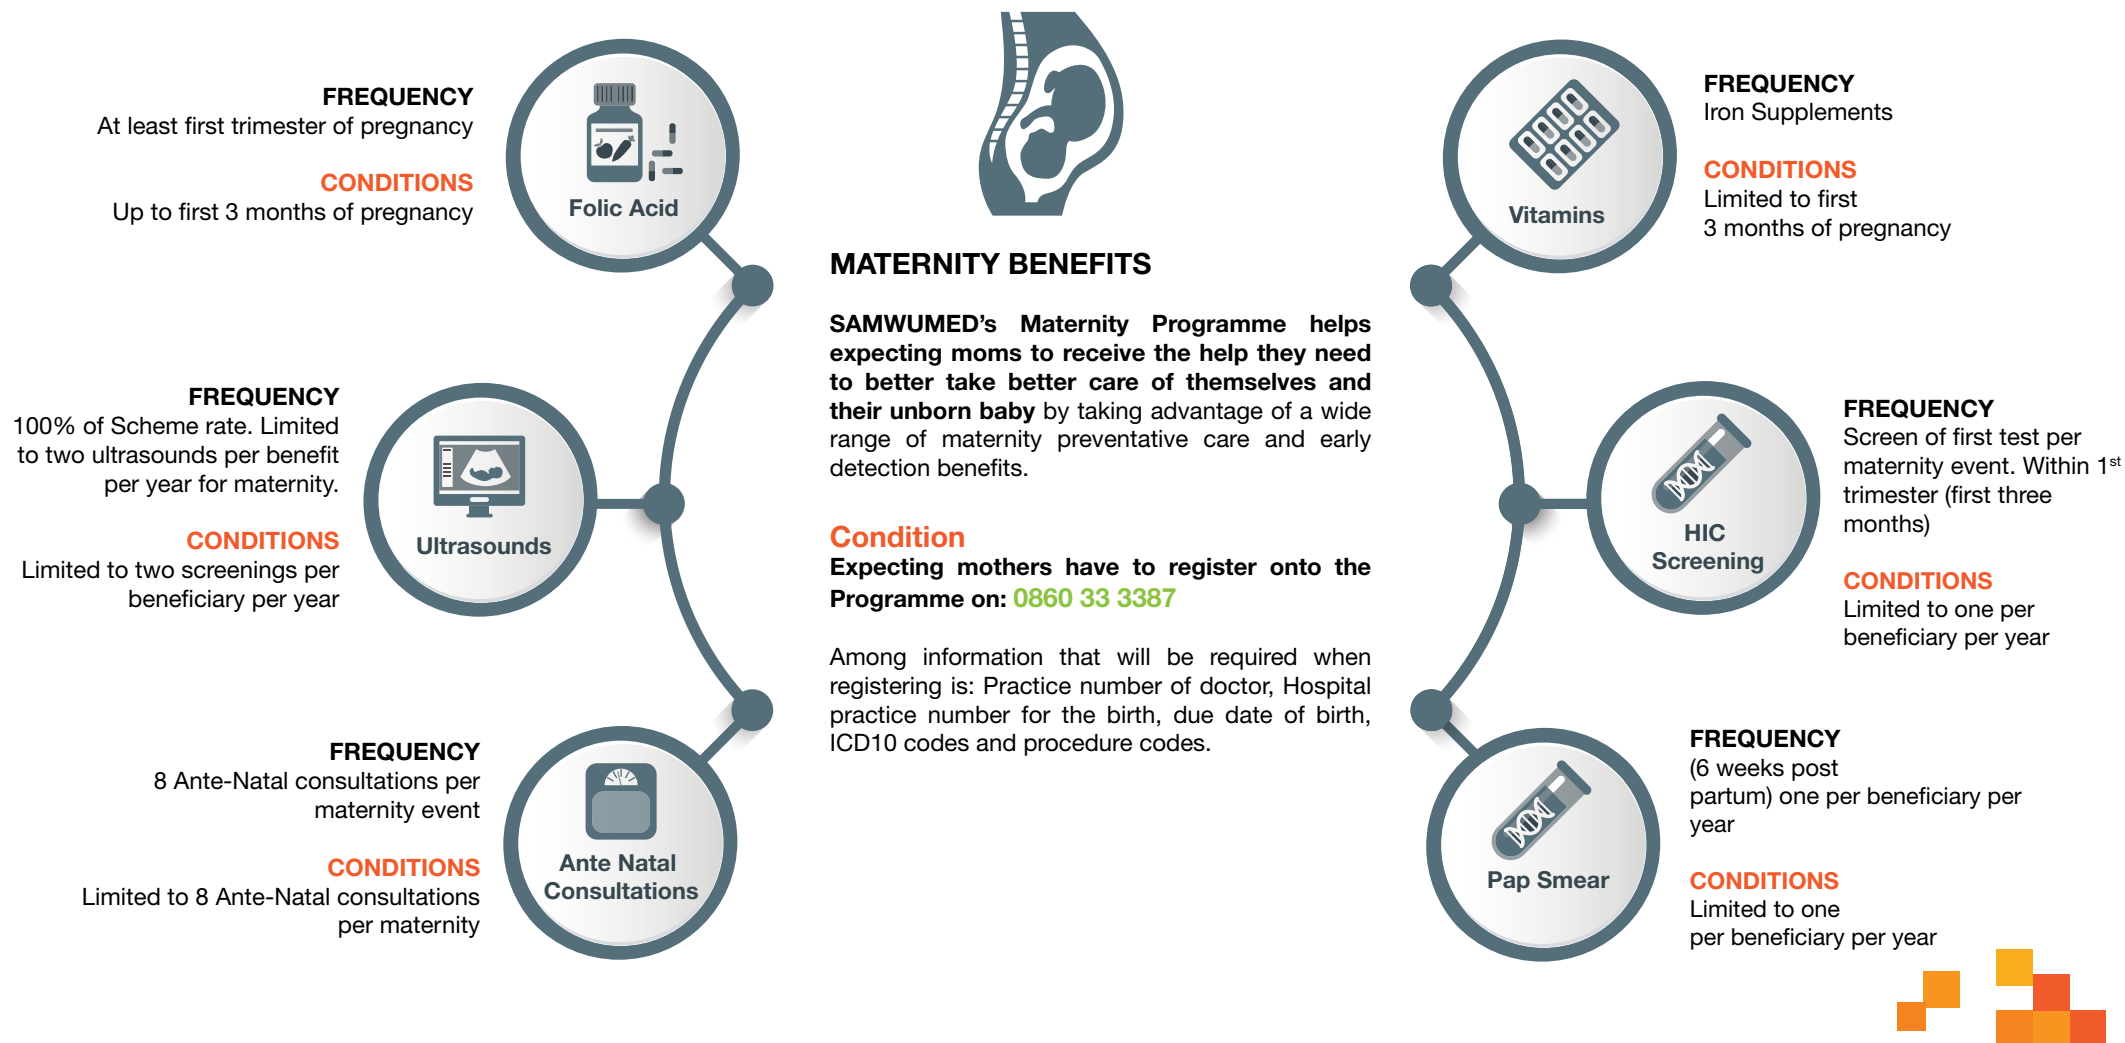 FREQUENCY
At least first trimester of pregnancy
CONDITIONS
Up to first 3 months of pregnancy
Folic Acid
FREQUENCY
100% of Scheme rate. Limited
to two ultrasounds per benefit
per year for maternity.
CONDITIONS
Limited to two screenings per
beneficiary per year
Ultrasounds
FREQUENCY
8 Ante-Natal consultations per
maternity event
CONDITIONS
Limited to 8 Ante-Natal consultations
per maternity
Ante Natal
Consultations
MATERNITY BENEFITS
SAMWUMED’s Maternity Programme helps
expecting moms to receive the help they need
to better take better care of themselves and
their unborn baby by taking advantage of a wide
range of maternity preventative care and early
detection benefits.
Condition
Expecting mothers have to register onto the
Programme on: 0860 33 3387
Among information that will be required when
registering is: Practice number of doctor, Hospital
practice number for the birth, due date of birth,
ICD10 codes and procedure codes.
Vitamins
FREQUENCY
Iron Supplements
CONDITIONS
Limited to first
3 months of pregnancy
HIC
Screening
FREQUENCY
Screen of first test per
maternity event. Within 1st
trimester (first three
months)
CONDITIONS
Limited to one per
beneficiary per year
Pap Smear
FREQUENCY
(6 weeks post
partum) one per beneficiary per
year
CONDITIONS
Limited to one
per beneficiary per year